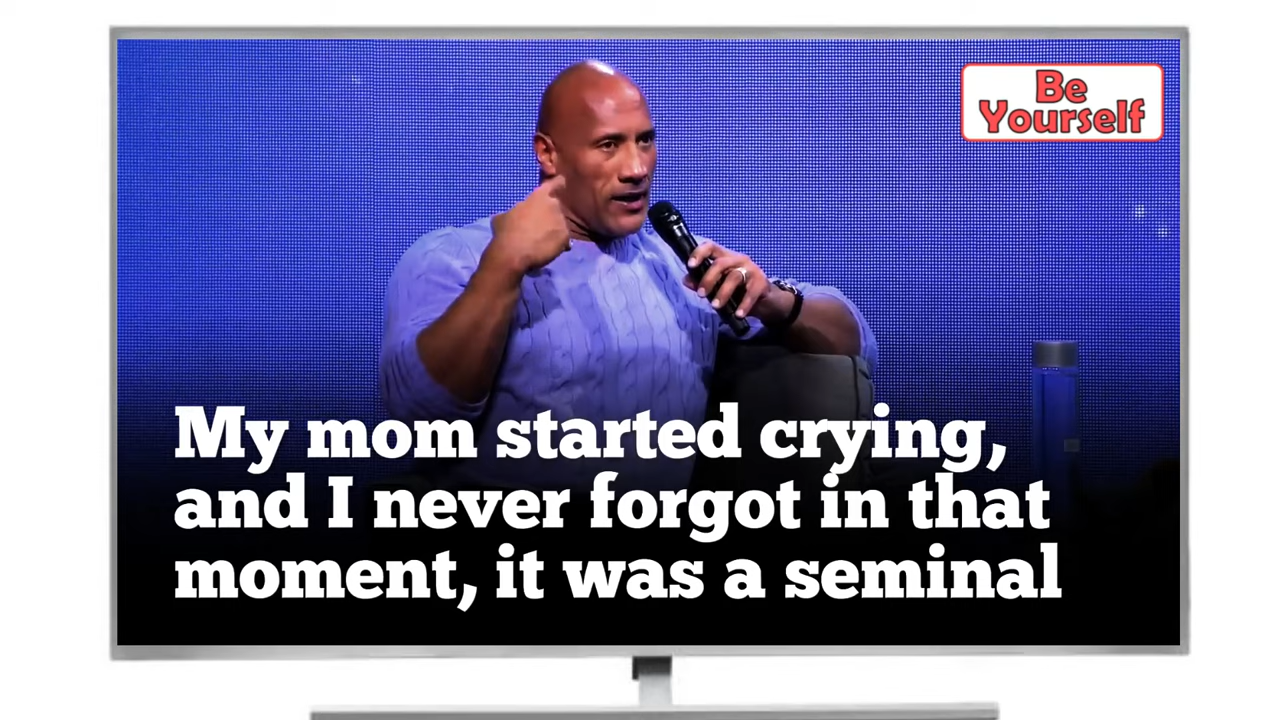 Be
Yourself
My mom started crying,
and I never forgot in that
moment, it was a seminal